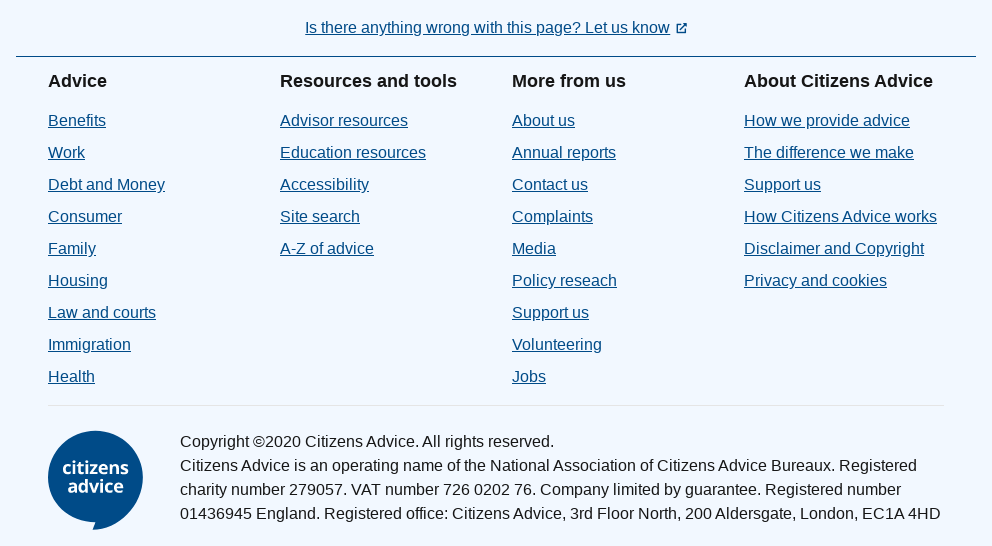 Is there anything wrong with this page? Let us know
Advice
Benefits
Work
Debt and Money
Consumer
Family
Housing
Law and courts
Immigration
Health
Resources and tools
Advisor resources
Education resources
Accessibility
Site search
A-Z of advice
More from us
About us
Annual reports
Contact us
Complaints
Media
Policy reseach
Support us
Volunteering
Jobs
About Citizens Advice
How we provide advice
The difference we make
Support us
How Citizens Advice works
Disclaimer and Copyright
Privacy and cookies
citizens
advice
Copyright ©2020 Citizens Advice. All rights reserved.
Citizens Advice is an operating name of the National Association of Citizens Advice Bureaux. Registered
charity number 279057. VAT number 726 0202 76. Company limited by guarantee. Registered number
01436945 England. Registered office: Citizens Advice, 3rd Floor North, 200 Aldersgate, London, EC1A 4HD